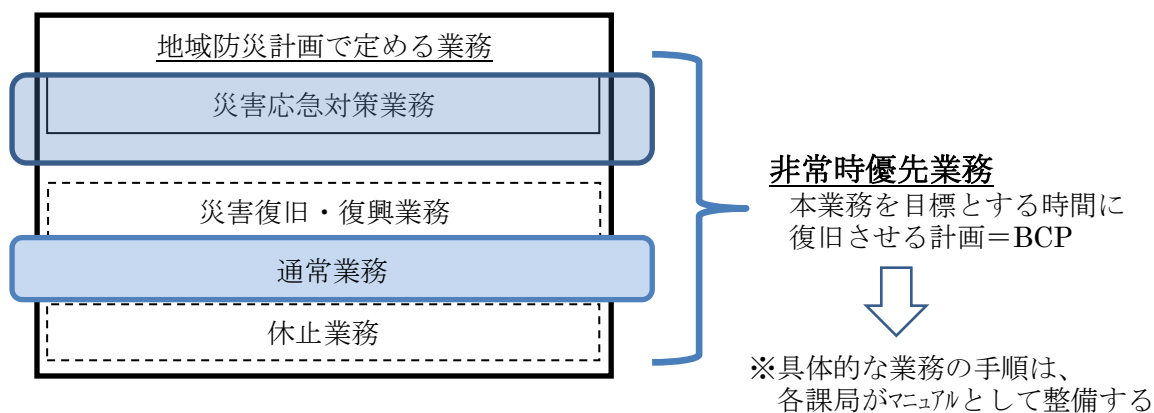 地域防災計画で定める業務
災害応急対策業務
災害復旧・復興業務
通常業務
休止業務
非常時優先業務
本業務を目標とする時間に
復旧させる計画＝BCP
※具体的な業務の手順は、
各課局がﾏﾆｭｱﾙとして整備する